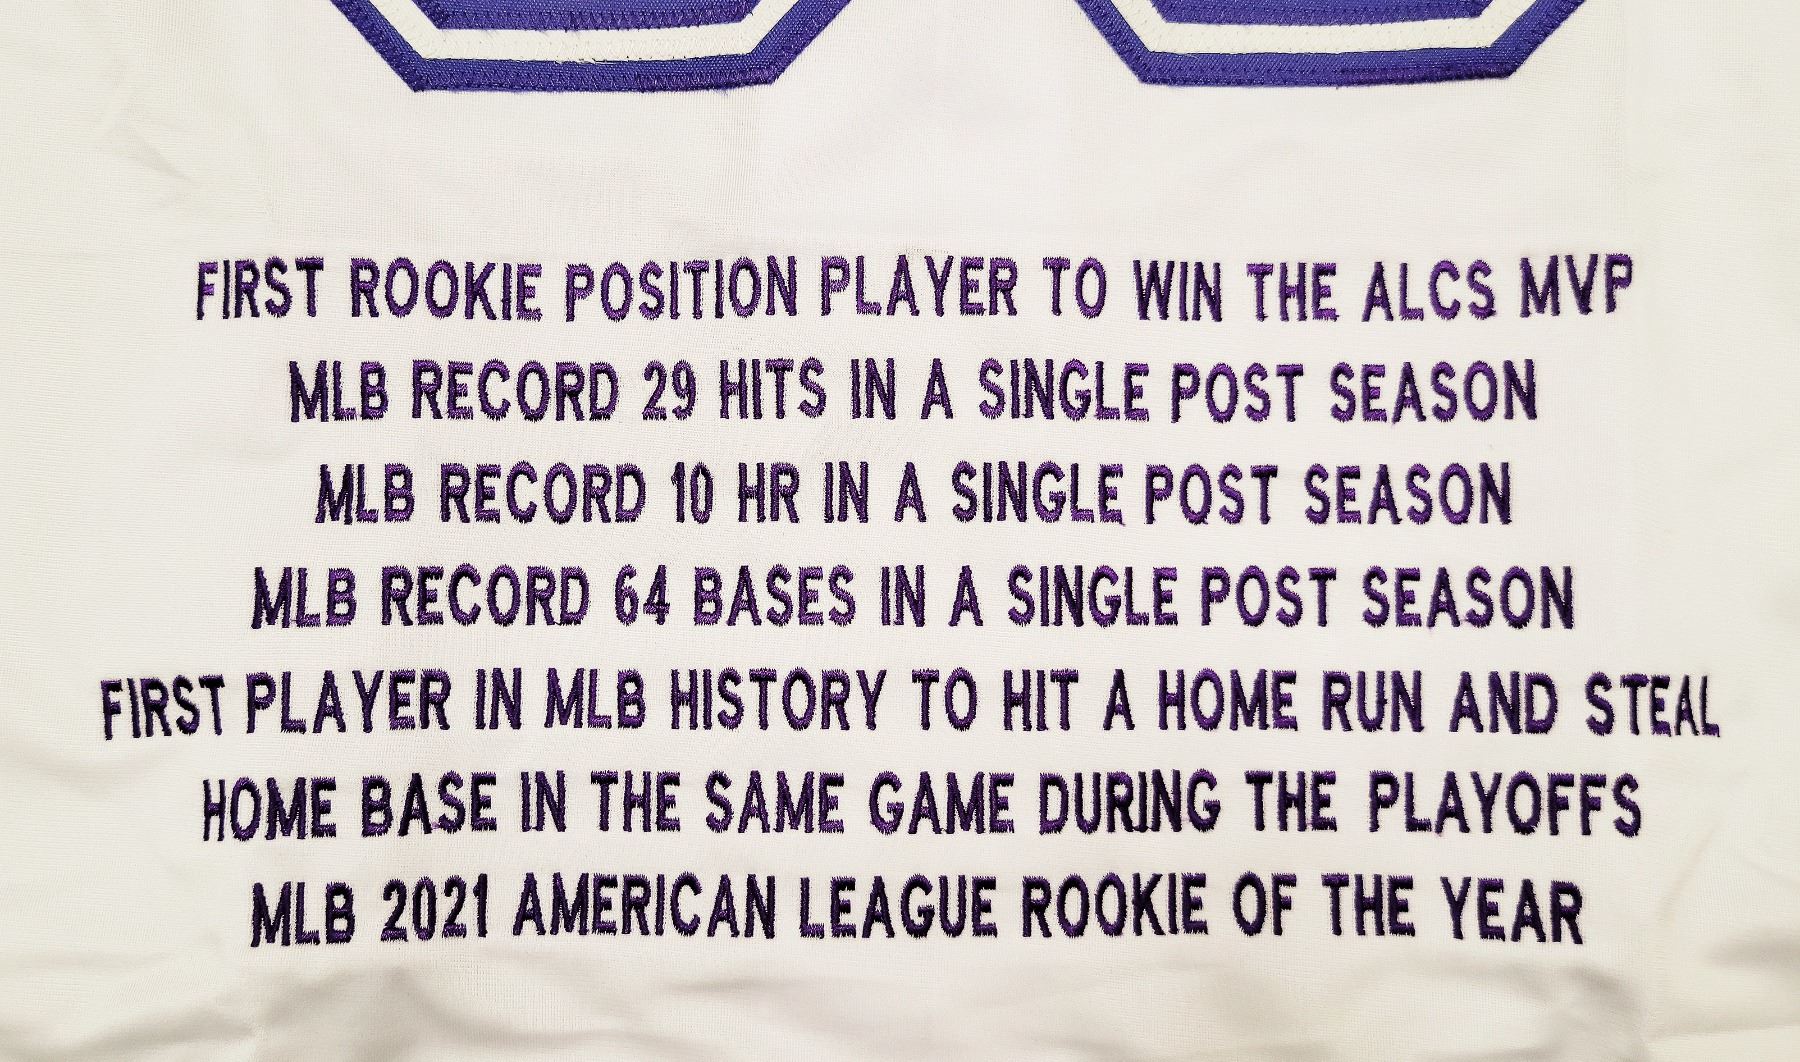 FIRST ROOKIE POSITION PLAYER TO WIN THE ALCS MVP
MLB RECORD 29 HITS IN A SINGLE POST SEASON
MLB RECORD 10 HR IN A SINGLE POST SEASON
MLB RECORD 64 BASES IN A SINGLE POST SEASON
FIRST PLAYER IN MLB HISTORY TO HIT A HOME RUN AND STEAL
HOME BASE IN THE SAME GAME DURING THE PLAYOFFS
MLB 2021 AMERICAN LEAGUE ROOKIE OF THE YEAR